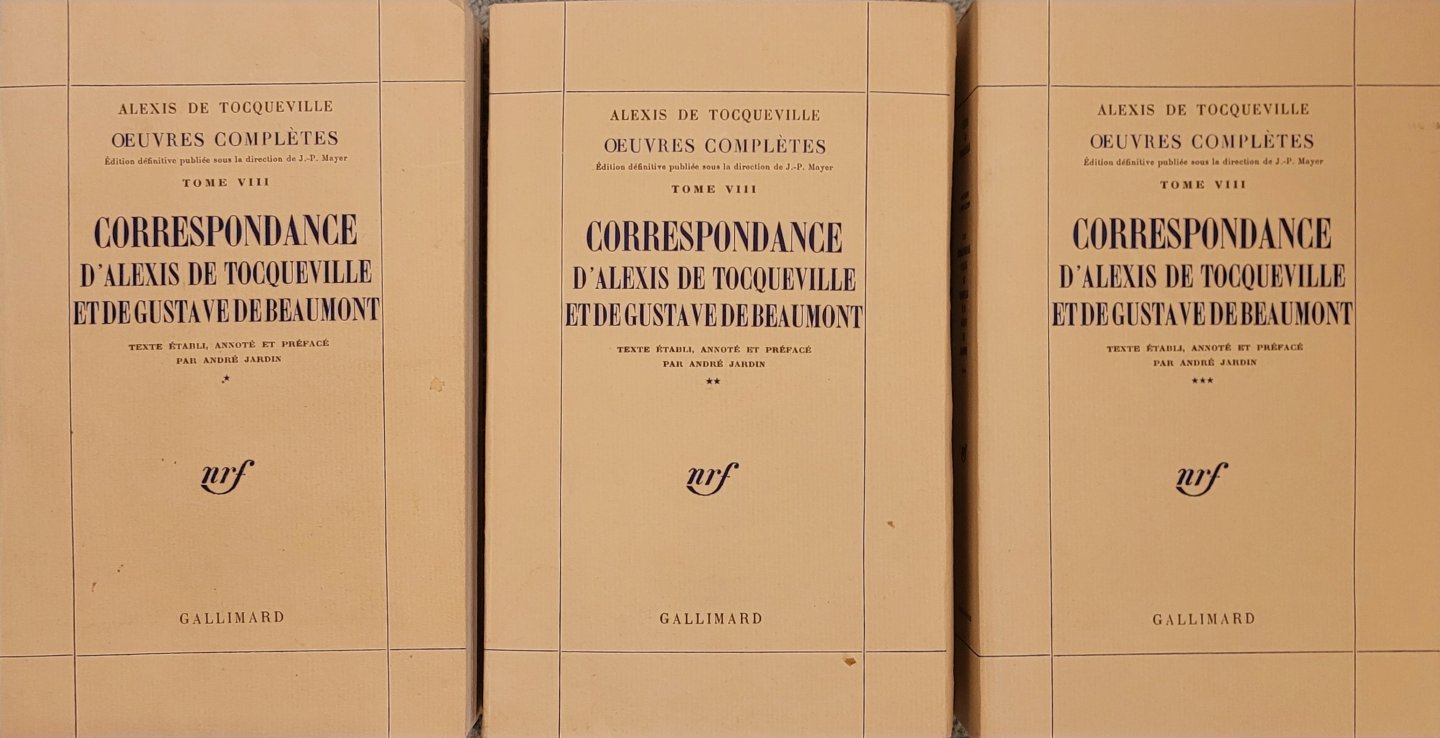 ALEXIS DE TOCQUEVILLE
OEUVRES COMPLÈTES
Édition définitive publiée sous la direction de J.-P. Mayer
TOME VIII
CORRESPONDANCE
D'ALEXIS DE TOCQUEVILLE
ET DE GUSTAVE DE BEAUMONT
TEXTE ÉTABLI, ANNOTÉ ET PRÉFACÉ
PAR ANDRÉ JARDIN
★
nrf
GALLIMARD
ALEXIS DE TOCQUEVILLE
OEUVRES COMPLÈTES
Édition définitive publiée sous la direction de J.-P. Mayer
TOME VIII
CORRESPONDANCE
D'ALEXIS DE TOCQUEVILLE
ET DE GUSTAVE DE BEAUMONT
TEXTE ÉTABLI, ANNOTÉ ET PRÉFACÉ
PAR ANDRÉ JARDIN
★★
nrf
GALLIMARD
ALEXIS DE TOCQUEVILLE
OEUVRES COMPLÈTES
Édition définitive publiée sous la direction de J.-P. Mayer
TOME VIII
CORRESPONDANCE
D'ALEXIS DE TOCQUEVILLE
ET DE GUSTAVE DE BEAUMONT
TEXTE ÉTABLI, ANNOTÉ ET PRÉFACÉ
PAR ANDRÉ JARDIN
★★★
nrf
GALLIMARD